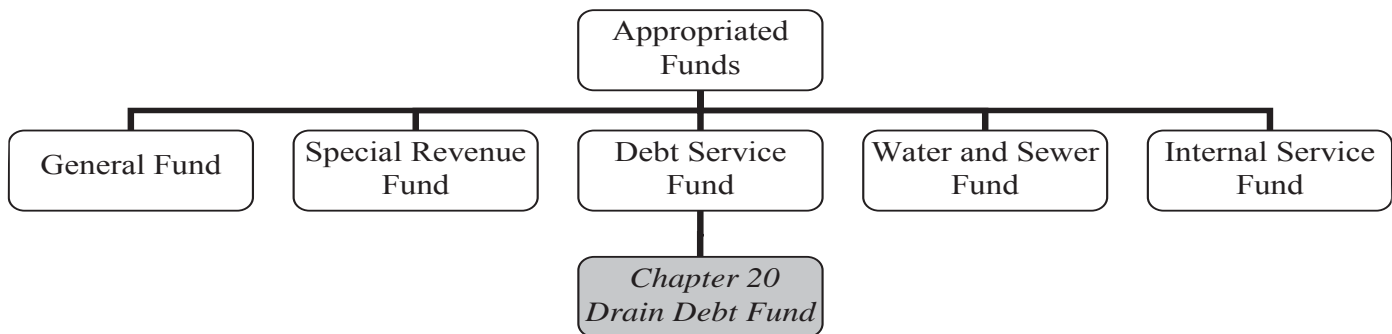 Appropriated
Funds
General Fund
Special Revenue
Fund
Debt Service
Fund
Water and Sewer
Fund
Internal Service
Fund
Chapter 20
Drain Debt Fund